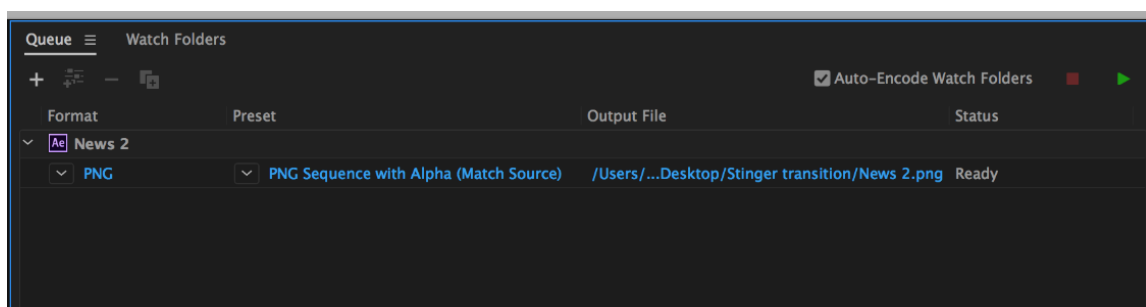 Queue Watch Folders
Auto-Encode Watch Folders
Format Preset Output File Status
Ae News 2
PNG PNG Sequence with Alpha (Match Source) /Users/...Desktop/Stinger transition/News 2.png Ready